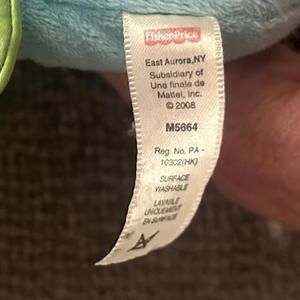 Fisher-Price
East Aurora,NY
Subsidiary of
Une filiale de
Mattel, Inc.
© 2008
M5664
Reg. No. PA -
10302(HK)
SURFACE
WASHABLE
LAVABLE
UNIQUEMENT
EN SURFACE